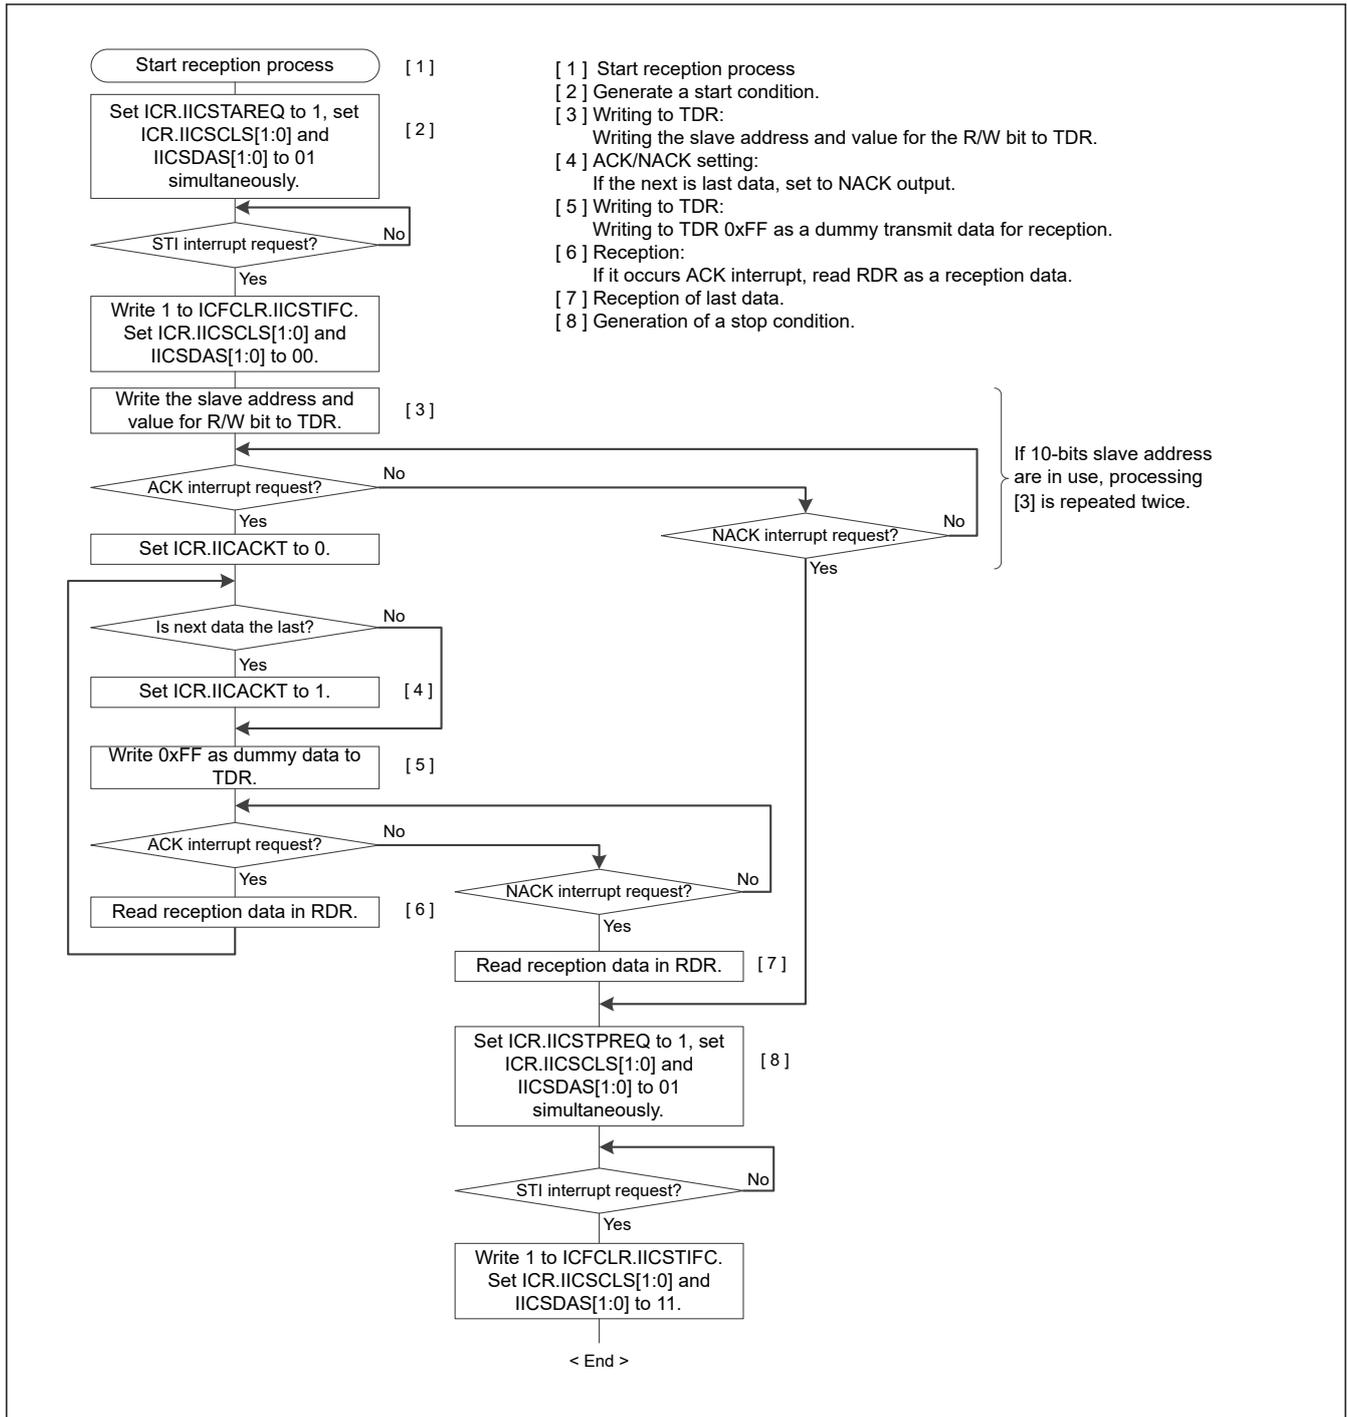 Start reception process
[ 1 ]
Set ICR.IICSTAREQ to 1, set
ICR.IICSCLS[1:0] and
IICSDAS[1:0] to 01
simultaneously.
[ 2 ]
STI interrupt request?
No
Yes
Write 1 to ICFCLR.IICSTIFC.
Set ICR.IICSCLS[1:0] and
IICSDAS[1:0] to 00.
[ 1 ] Start reception process
[ 2 ] Generate a start condition.
[ 3 ] Writing to TDR:
Writing the slave address and value for the R/W bit to TDR.
[ 4 ] ACK/NACK setting:
If the next is last data, set to NACK output.
[ 5 ] Writing to TDR:
Writing to TDR 0xFF as a dummy transmit data for reception.
[ 6 ] Reception:
If it occurs ACK interrupt, read RDR as a reception data.
[ 7 ] Reception of last data.
[ 8 ] Generation of a stop condition.
Write the slave address and
value for R/W bit to TDR.
[ 3 ]
ACK interrupt request?
No
Yes
NACK interrupt request?
No
Yes
If 10-bits slave address
are in use, processing
[3] is repeated twice.
Set ICR.IICACKT to 0.
Is next data the last?
No
Yes
Set ICR.IICACKT to 1.
[ 4 ]
Write 0xFF as dummy data to
TDR.
[ 5 ]
ACK interrupt request?
No
Yes
NACK interrupt request?
No
Yes
Read reception data in RDR.
[ 6 ]
Read reception data in RDR.
[ 7 ]
Set ICR.IICSTPREQ to 1, set
ICR.IICSCLS[1:0] and
IICSDAS[1:0] to 01
simultaneously.
[ 8 ]
STI interrupt request?
No
Yes
Write 1 to ICFCLR.IICSTIFC.
Set ICR.IICSCLS[1:0] and
IICSDAS[1:0] to 11.
< End >